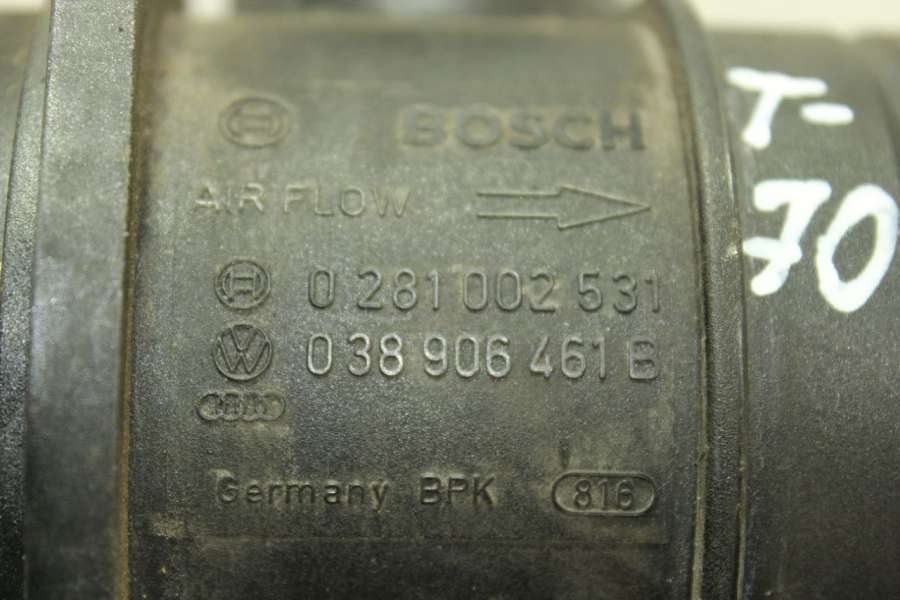 BOSCH
AIR FLOW
0 281 002 531
038 906 461 B
Germany BPK 816
T-
70